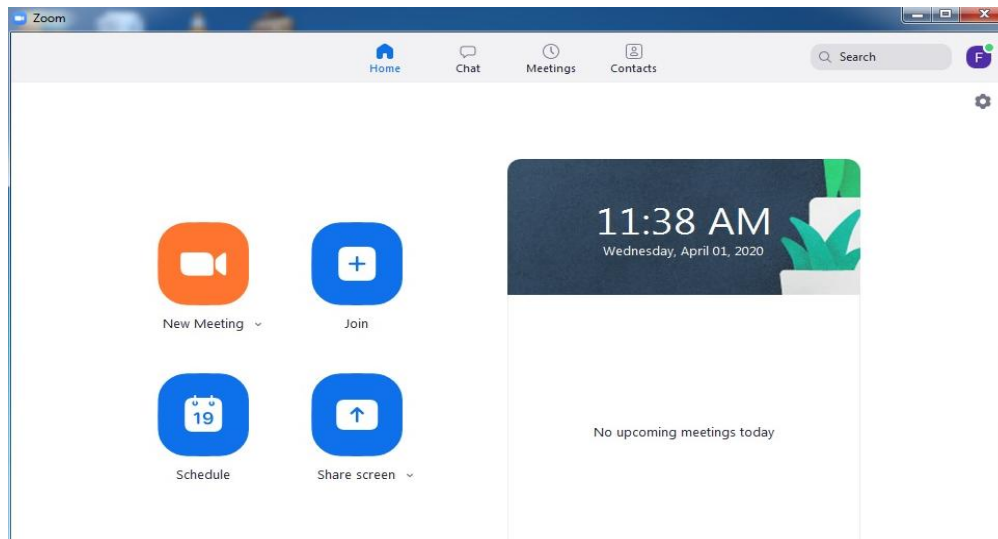 Zoom
Home
Chat
Meetings
Contacts
Search
F
11:38 AM
Wednesday, April 01, 2020
New Meeting
Join
19
Schedule
Share screen
No upcoming meetings today